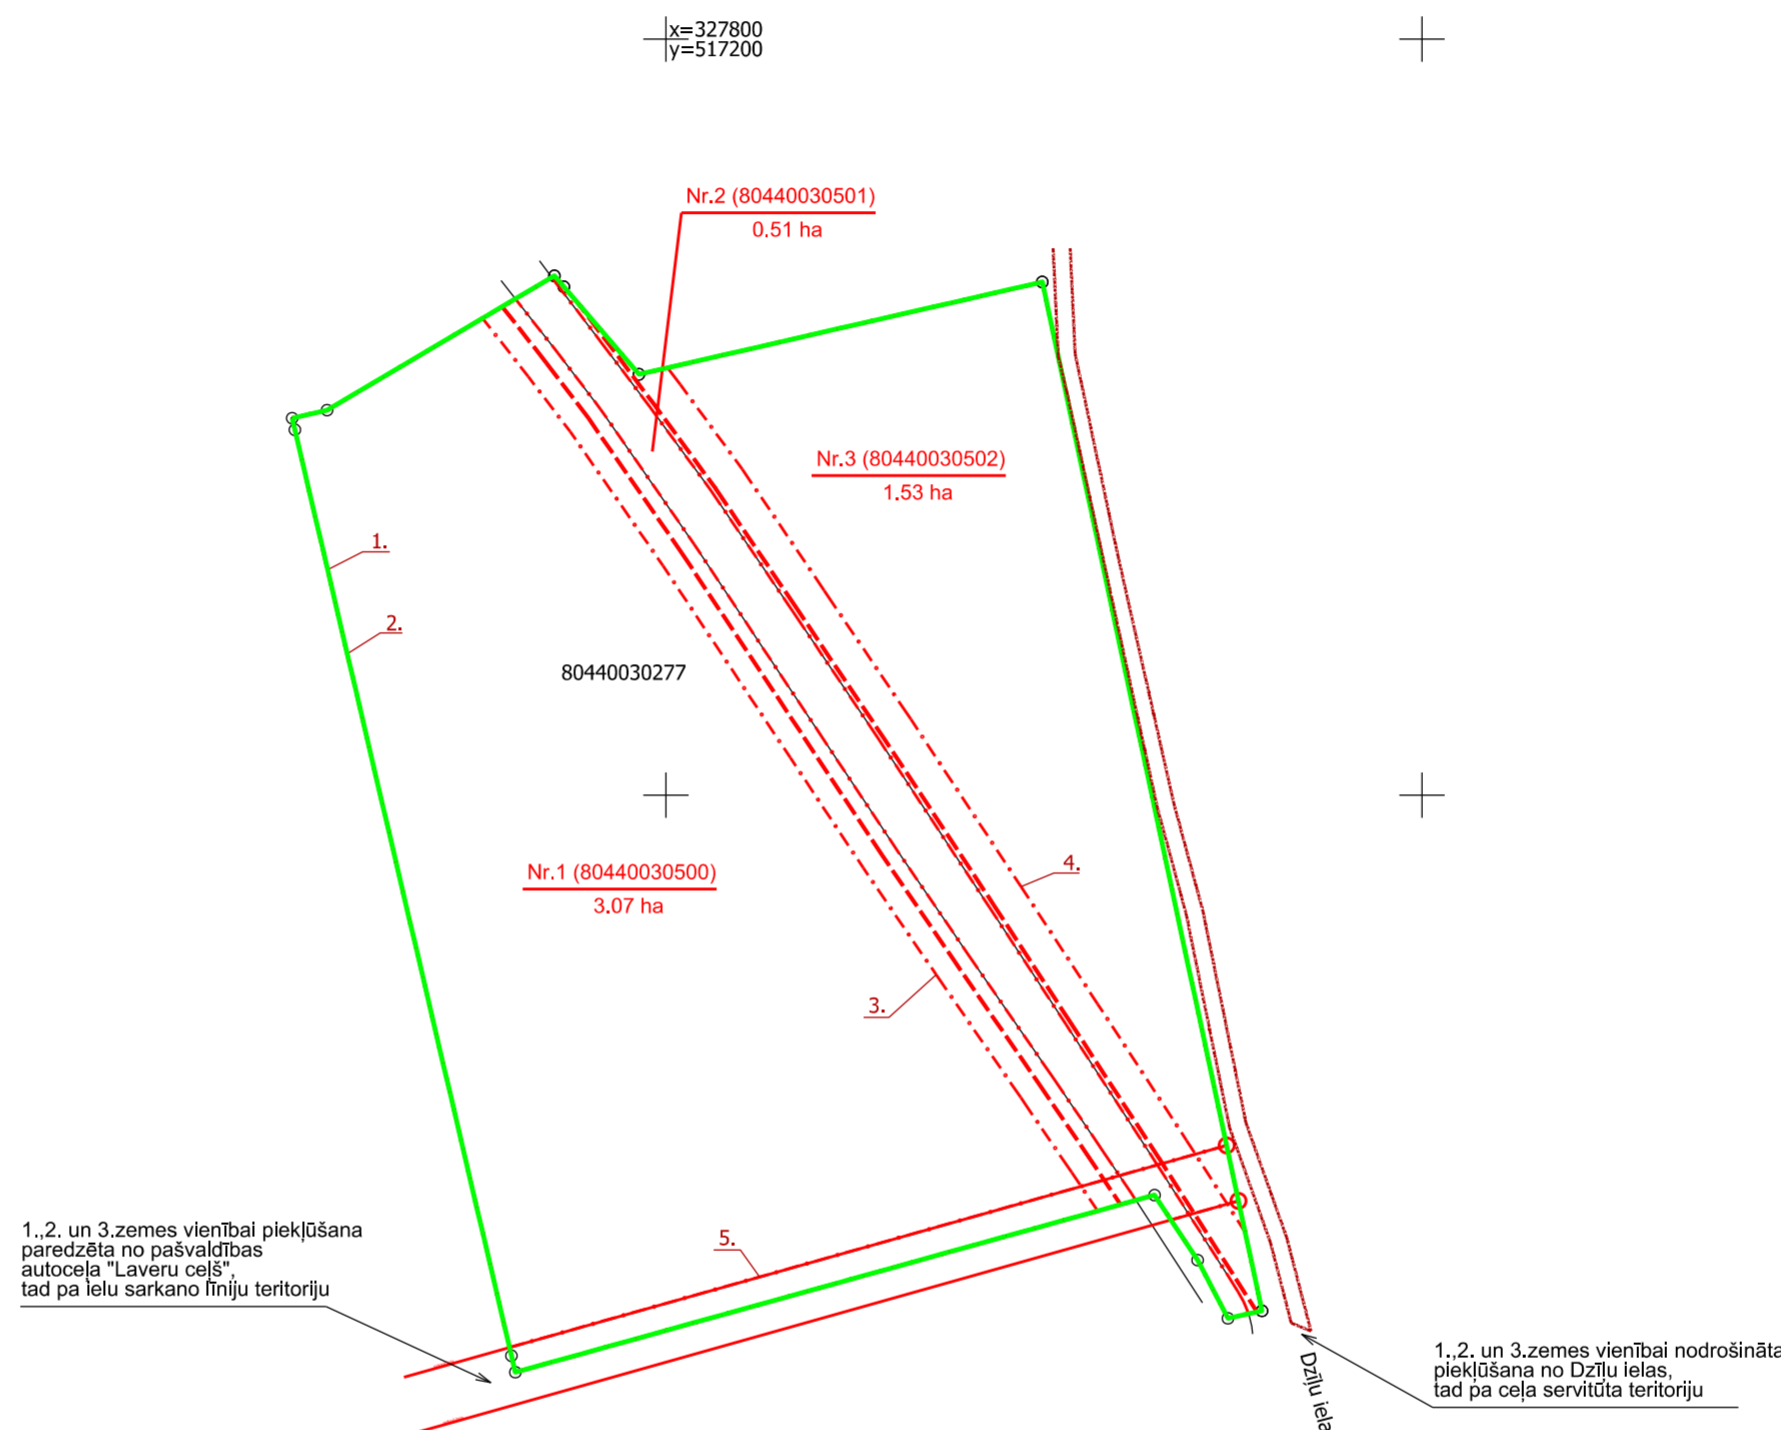 x=327800
y=517200
Nr.2 (80440030501)
0.51 ha
Nr.3 (80440030502)
1.53 ha
1.
2.
80440030277
Nr.1 (80440030500)
3.07 ha
4.
3.
5.
1.,2. un 3.zemes vienībai piekļūšana
paredzēta no pašvaldības
autoceļa "Laveru ceļš",
tad pa ielu sarkano līniju teritoriju
Dzīļu iela
1.,2. un 3.zemes vienībai nodrošināta
piekļūšana no Dzīļu ielas,
tad pa ceļa servitūta teritoriju